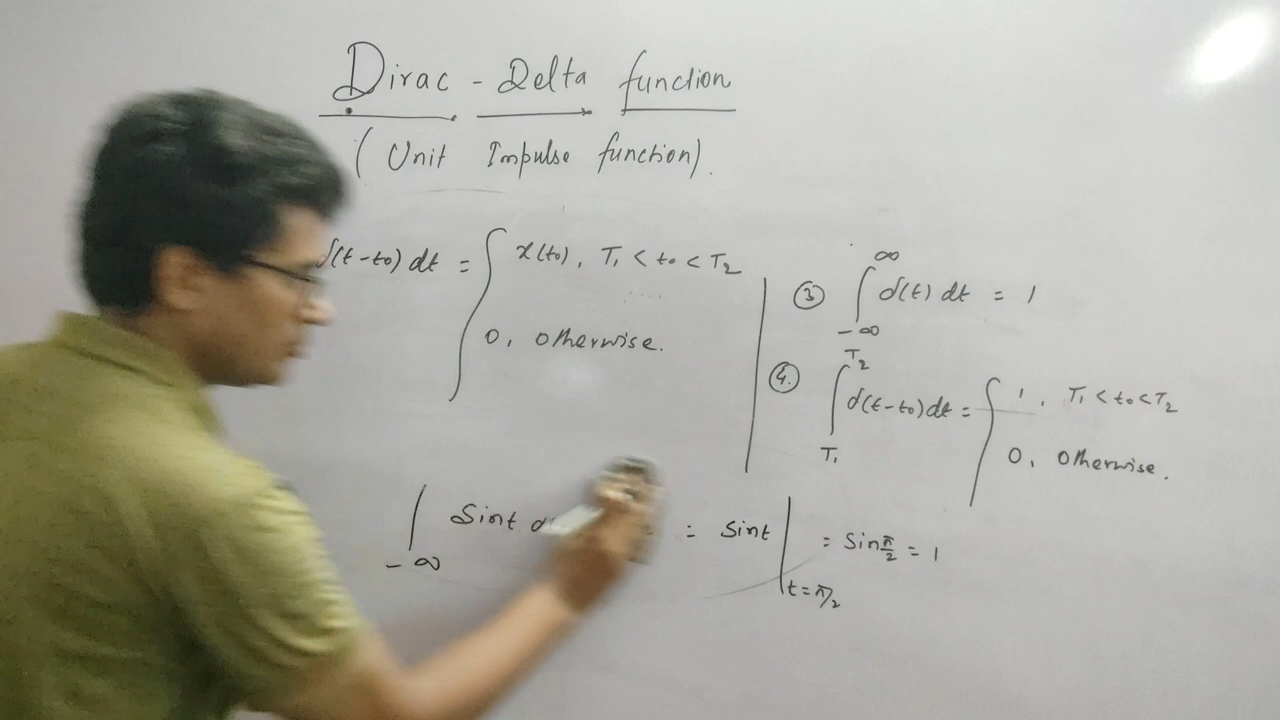 Dirac - Delta function
(Unit Impulse function).
δ(t-t0) dt = { x(t0), T1 < t0 < T2
0, otherwise.
③ ∫_{-∞}^{∞} δ(t) dt = 1
④. ∫_{T1}^{T2} δ(t-t0) dt = { 1, T1 < t0 < T2
0, otherwise.
∫_{-∞} Sint = Sint |_{t=π/2} = Sin π/2 = 1